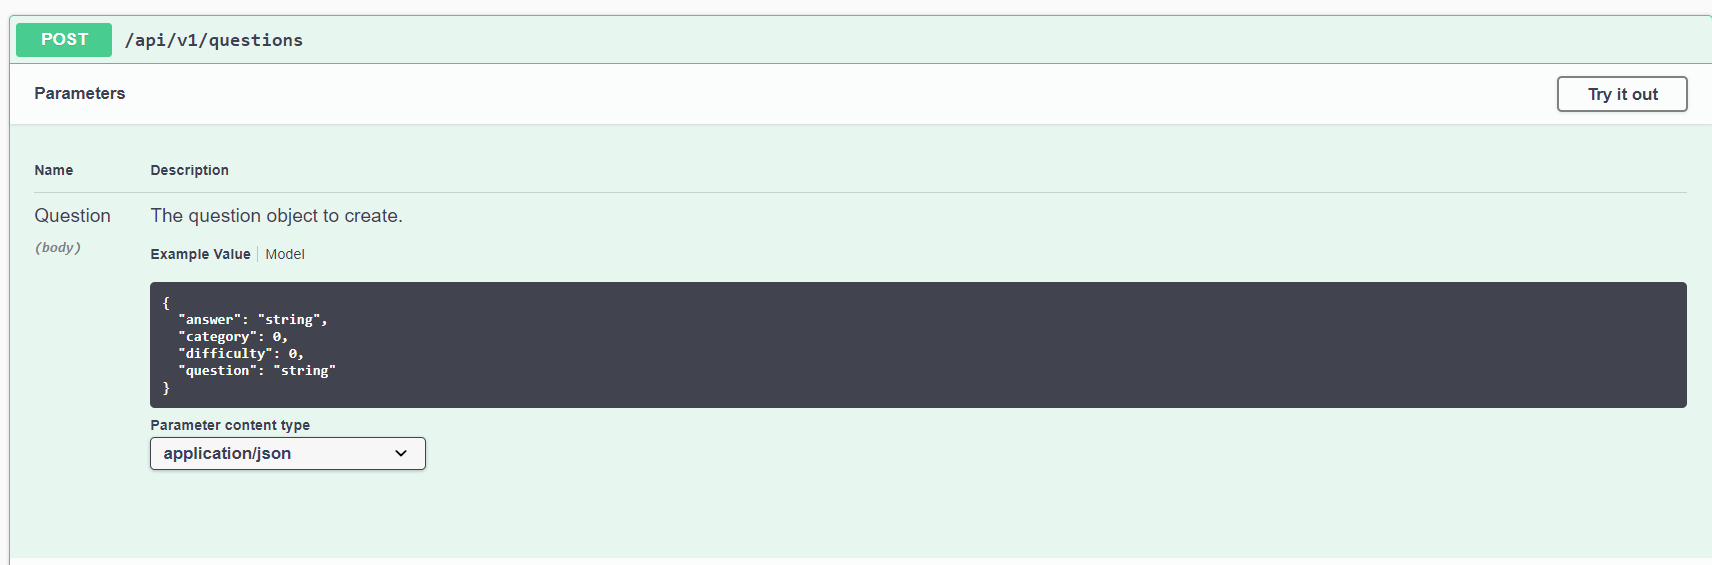 POST /api/v1/questions
Parameters
Try it out
Name Description
Question The question object to create.
(body)
Example Value Model
{
  "answer": "string",
  "category": 0,
  "difficulty": 0,
  "question": "string"
}
Parameter content type
application/json